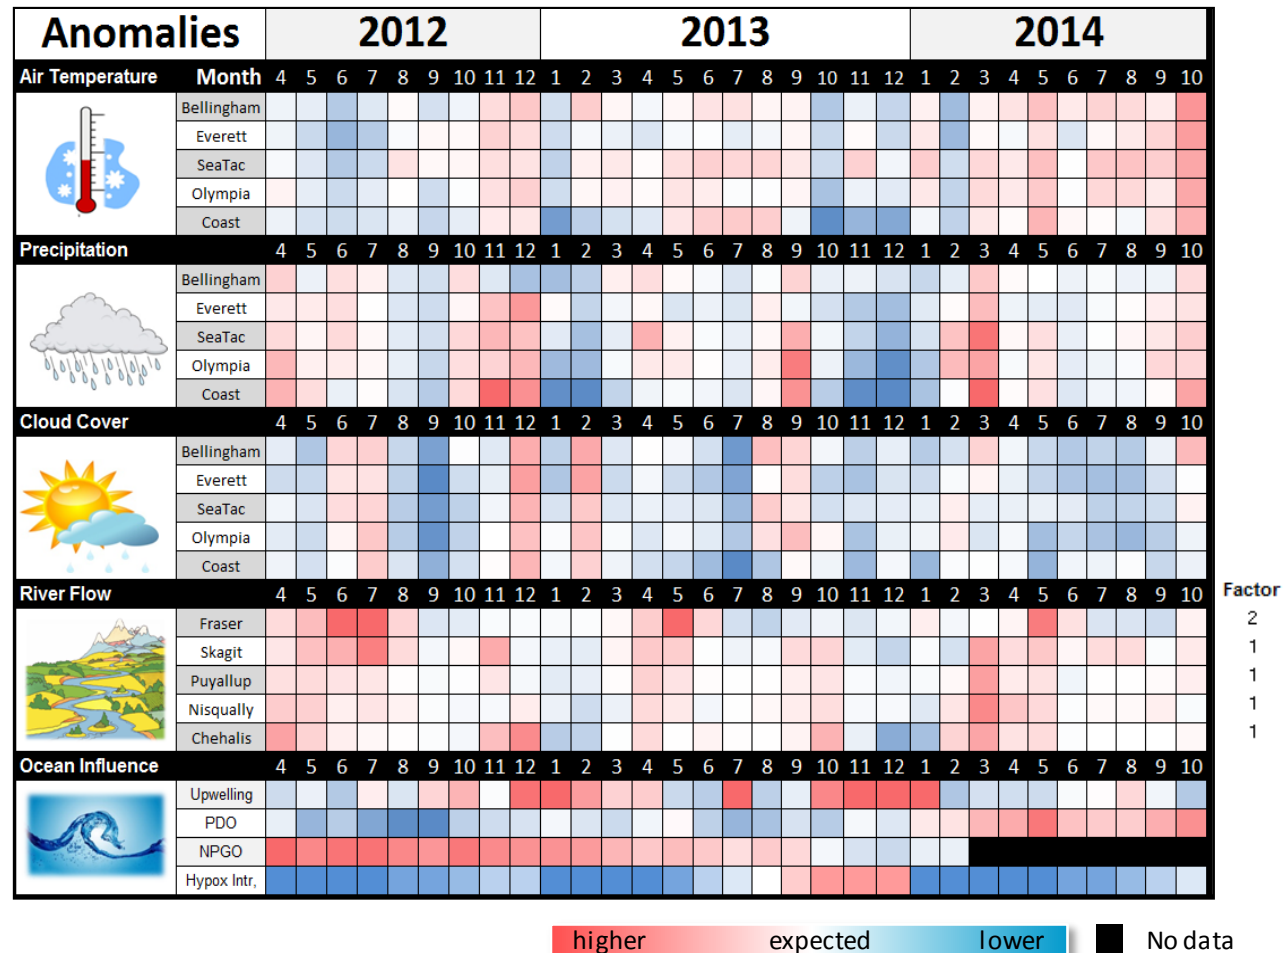 Anomalies 2012 2013 2014
Air Temperature Month 4 5 6 7 8 9 10 11 12 1 2 3 4 5 6 7 8 9 10 11 12 1 2 3 4 5 6 7 8 9 10
Bellingham
Everett
SeaTac
Olympia
Coast
Precipitation 4 5 6 7 8 9 10 11 12 1 2 3 4 5 6 7 8 9 10 11 12 1 2 3 4 5 6 7 8 9 10
Bellingham
Everett
SeaTac
Olympia
Coast
Cloud Cover 4 5 6 7 8 9 10 11 12 1 2 3 4 5 6 7 8 9 10 11 12 1 2 3 4 5 6 7 8 9 10
Bellingham
Everett
SeaTac
Olympia
Coast
River Flow 4 5 6 7 8 9 10 11 12 1 2 3 4 5 6 7 8 9 10 11 12 1 2 3 4 5 6 7 8 9 10 Factor
Fraser 2
Skagit 1
Puyallup 1
Nisqually 1
Chehalis 1
Ocean Influence 4 5 6 7 8 9 10 11 12 1 2 3 4 5 6 7 8 9 10 11 12 1 2 3 4 5 6 7 8 9 10
Upwelling
PDO
NPGO
Hypox Intr,
higher expected lower No data